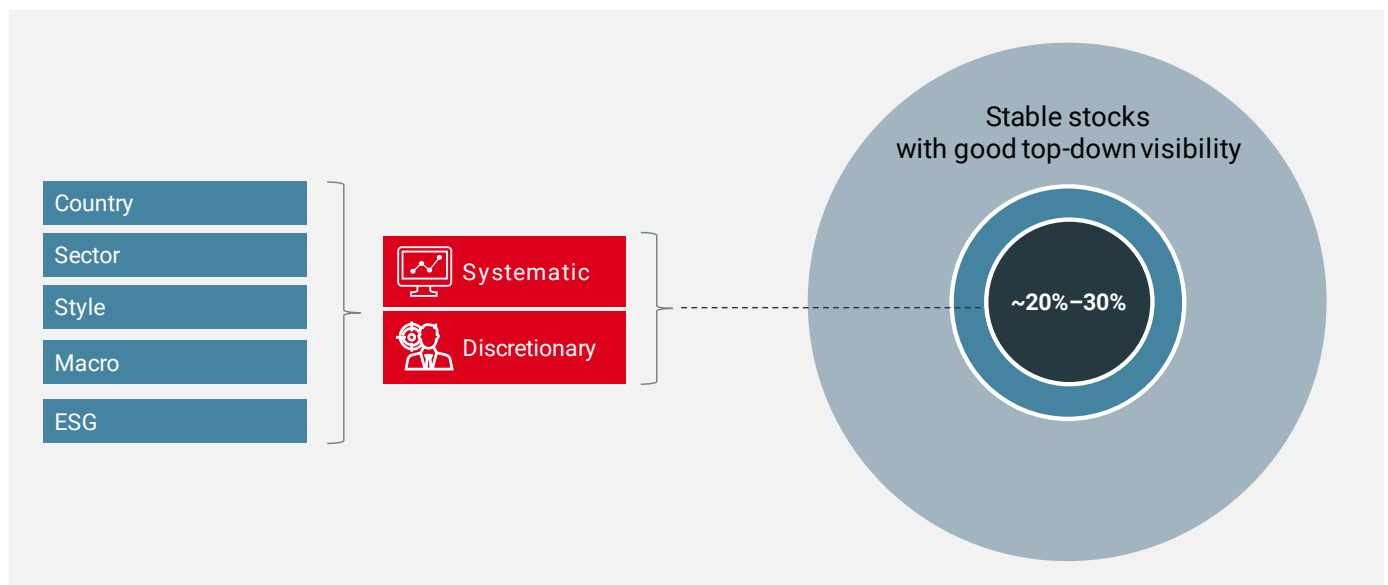 Country
Sector
Style
Macro
ESG
Systematic
Discretionary
Stable stocks
with good top-down visibility
~20%–30%